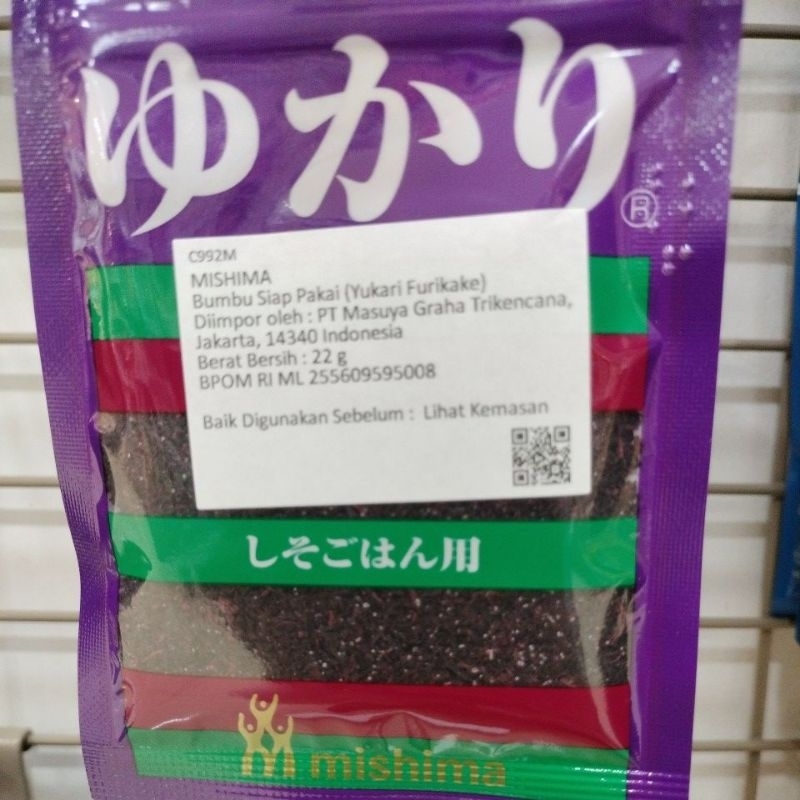 ゆかり
®
C992M
MISHIMA
Bumbu Siap Pakai (Yukari Furikake)
Diimpor oleh : PT Masuya Graha Trikencana,
Jakarta, 14340 Indonesia
Berat Bersih : 22 g
BPOM RI ML 255609595008
Baik Digunakan Sebelum : Lihat Kemasan
しそごはん用
mishima